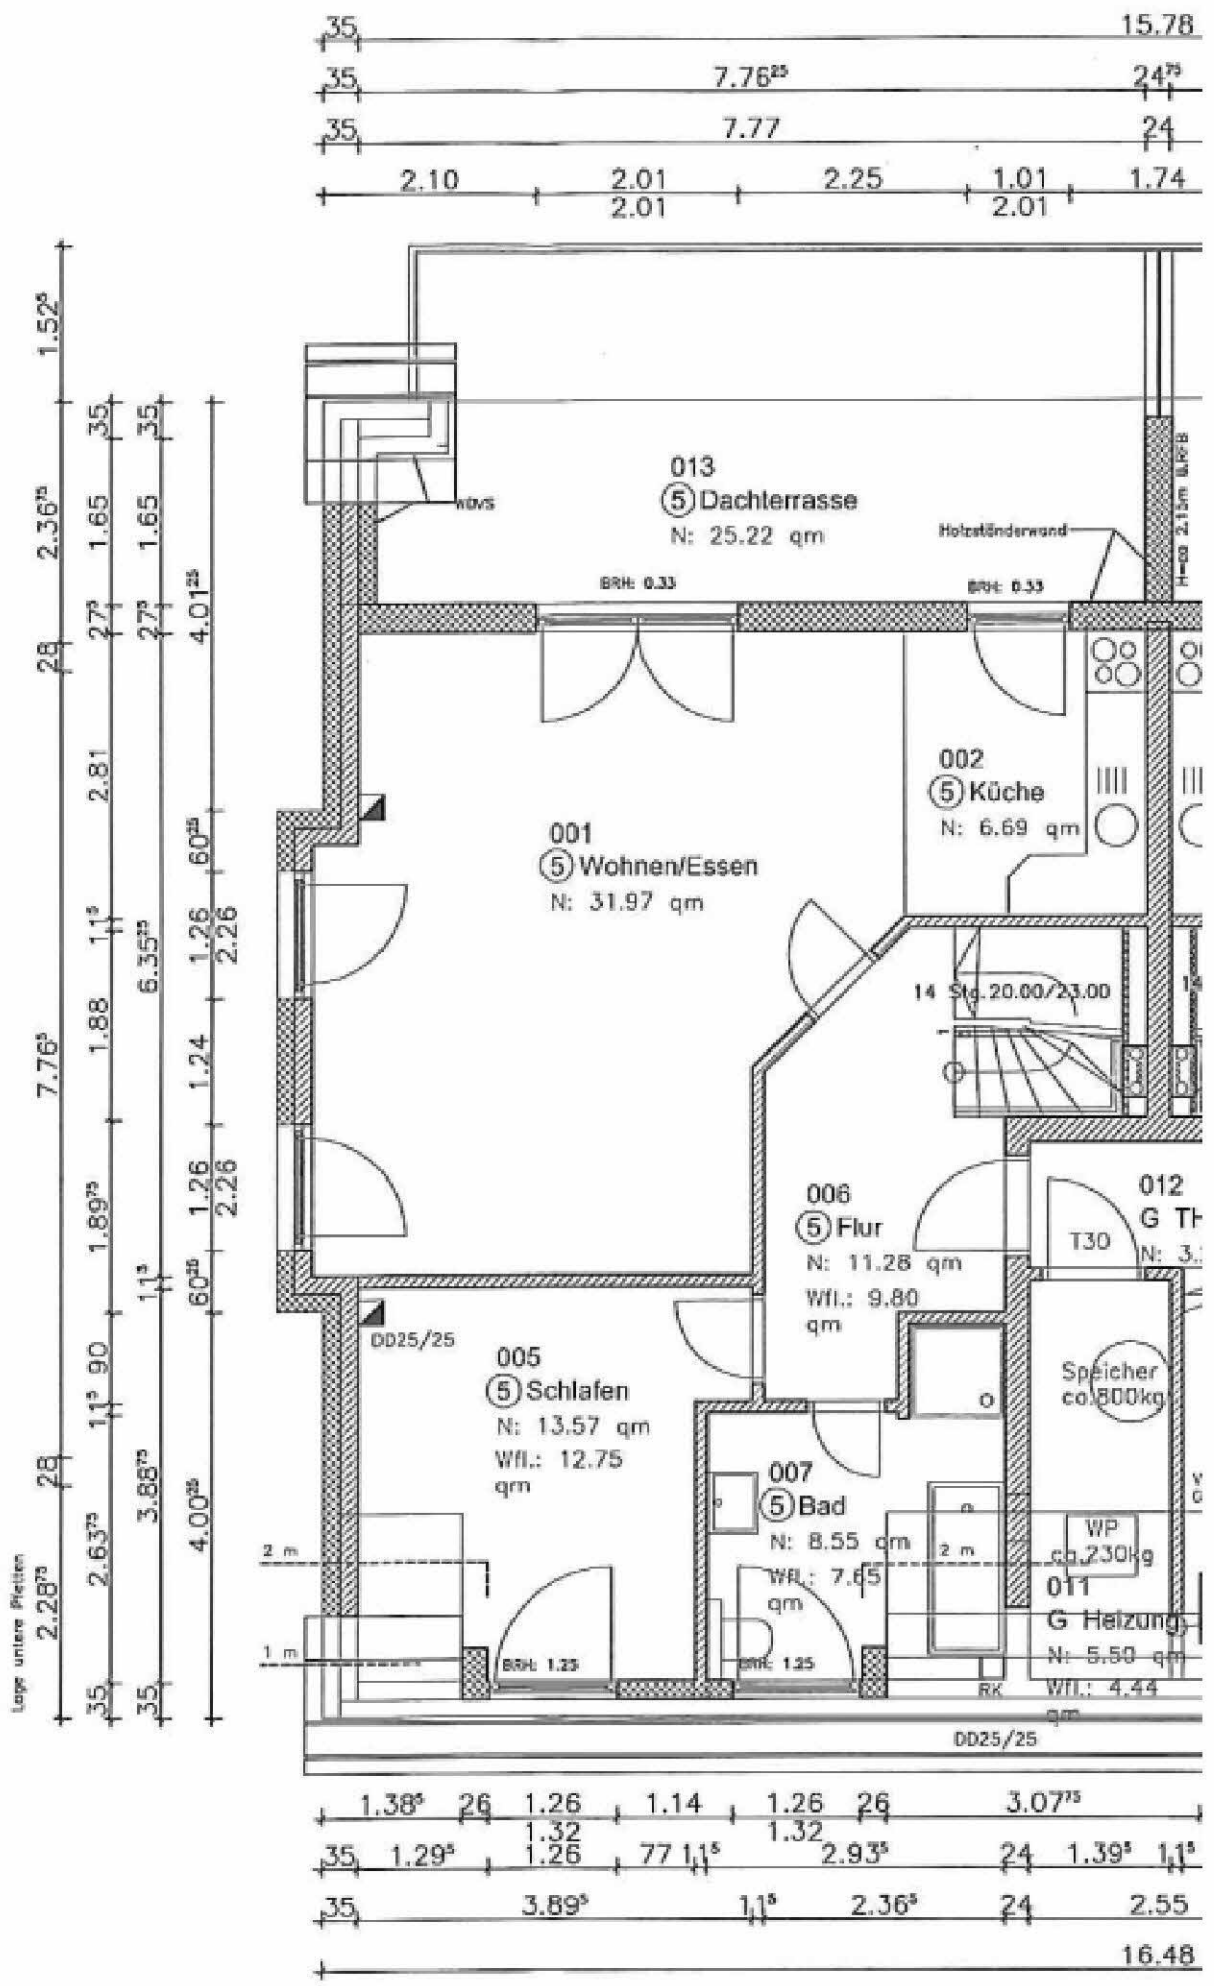 35 15.78
35 7.76²⁵ 24⁷⁵
35 7.77 24
2.10 2.01 2.25 1.01 1.74
2.01 2.01
1.52⁵
35 35
2.36⁷⁵ 1.65 1.65
27⁵ 27⁵ 4.01²⁵
28
013
⑤ Dachterrasse
N: 25.22 qm
WDVS
Holzständerwand
BRH: 0.33
BRH: 0.33
2.81
60²⁵
002
⑤ Küche
N: 6.69 qm
001
⑤ Wohnen/Essen
N: 31.97 qm
11⁵
6.35²⁵
1.26
2.26
1.88
1.24
7.76⁵
14 Stg.20.00/23.00
1
1.89⁷⁵
1.26
2.26
11⁵
60²⁵
006
⑤ Flur
N: 11.28 qm
Wfl.: 9.80
qm
012
G TH
N: 3.
T30
DD25/25
90
11⁵
005
⑤ Schlafen
N: 13.57 qm
Wfl.: 12.75
qm
Speicher
ca.800kg
28
3.88⁷⁵
4.00²⁵
2.63⁷⁵
2.28⁷⁵
007
⑤ Bad
N: 8.55 qm
Wfl.: 7.65
qm
2 m
2 m
WP
ca.230kg
011
G Heizung
N: 5.50 qm
Wfl.: 4.44
qm
1 m
BRH: 1.25
BRH: 1.25
RK
35 35
Lage untere Pfetten
DD25/25
1.38⁵ 26 1.26 1.14 1.26 26 3.07⁷⁵
1.32 1.32
35 1.29⁵ 1.26 77 11⁵ 2.93⁵ 24 1.39⁵ 11⁵
35 3.89⁵ 11⁵ 2.36⁵ 24 2.55
16.48